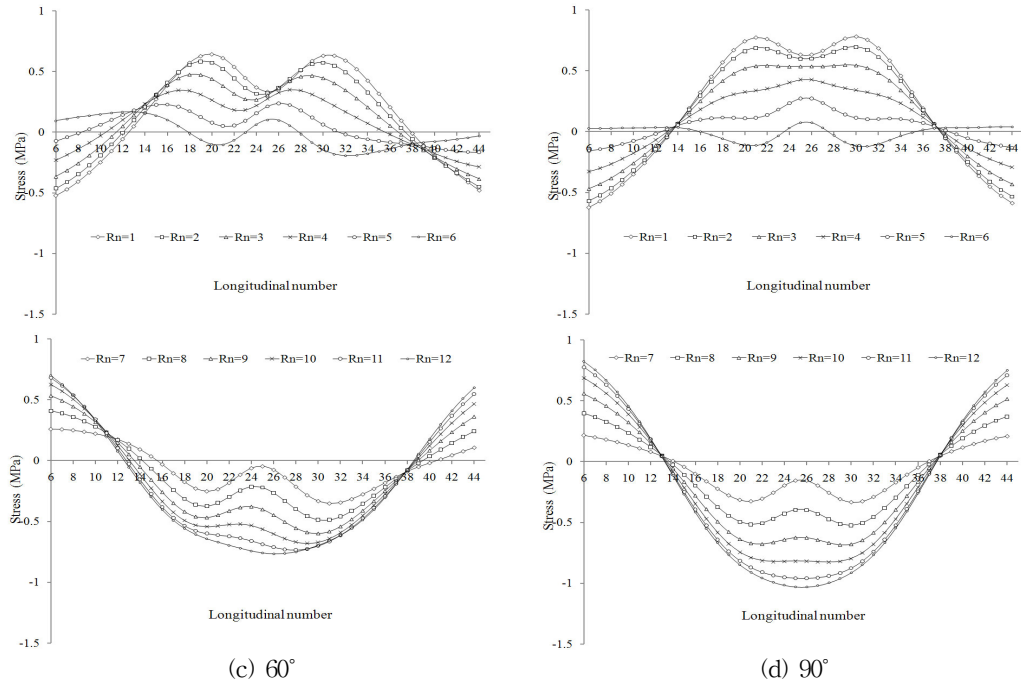 1
0.5
0
-0.5
-1
-1.5
Stress (MPa)
6 8 10 12 14 16 18 20 22 24 26 28 30 32 34 36 38 40 42 44
Rn=1 Rn=2 Rn=3 Rn=4 Rn=5 Rn=6
Longitudinal number
1
0.5
0
-0.5
-1
-1.5
Stress (MPa)
6 8 10 12 14 16 18 20 22 24 26 28 30 32 34 36 38 40 42 44
Rn=1 Rn=2 Rn=3 Rn=4 Rn=5 Rn=6
Longitudinal number
1
0.5
0
-0.5
-1
-1.5
Stress (MPa)
6 8 10 12 14 16 18 20 22 24 26 28 30 32 34 36 38 40 42 44
Rn=7 Rn=8 Rn=9 Rn=10 Rn=11 Rn=12
Longitudinal number
1
0.5
0
-0.5
-1
-1.5
Stress (MPa)
6 8 10 12 14 16 18 20 22 24 26 28 30 32 34 36 38 40 42 44
Rn=7 Rn=8 Rn=9 Rn=10 Rn=11 Rn=12
Longitudinal number
(c) 60°
(d) 90°